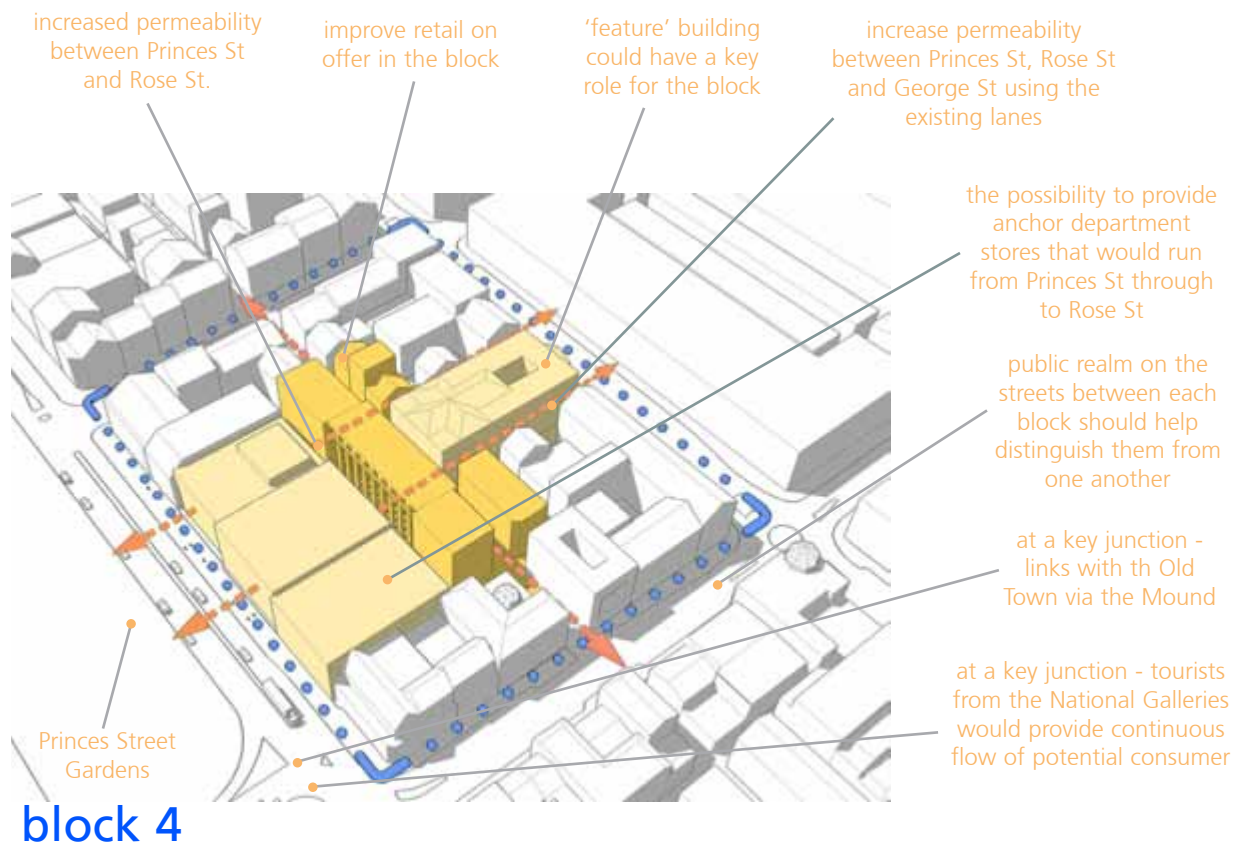 increased permeability
between Princes St
and Rose St.
improve retail on
offer in the block
‘feature’ building
could have a key
role for the block
increase permeability
between Princes St, Rose St
and George St using the
existing lanes
the possibility to provide
anchor department
stores that would run
from Princes St through
to Rose St
public realm on the
streets between each
block should help
distinguish them from
one another
at a key junction -
links with th Old
Town via the Mound
at a key junction - tourists
from the National Galleries
would provide continuous
flow of potential consumer
Princes Street
Gardens
block 4